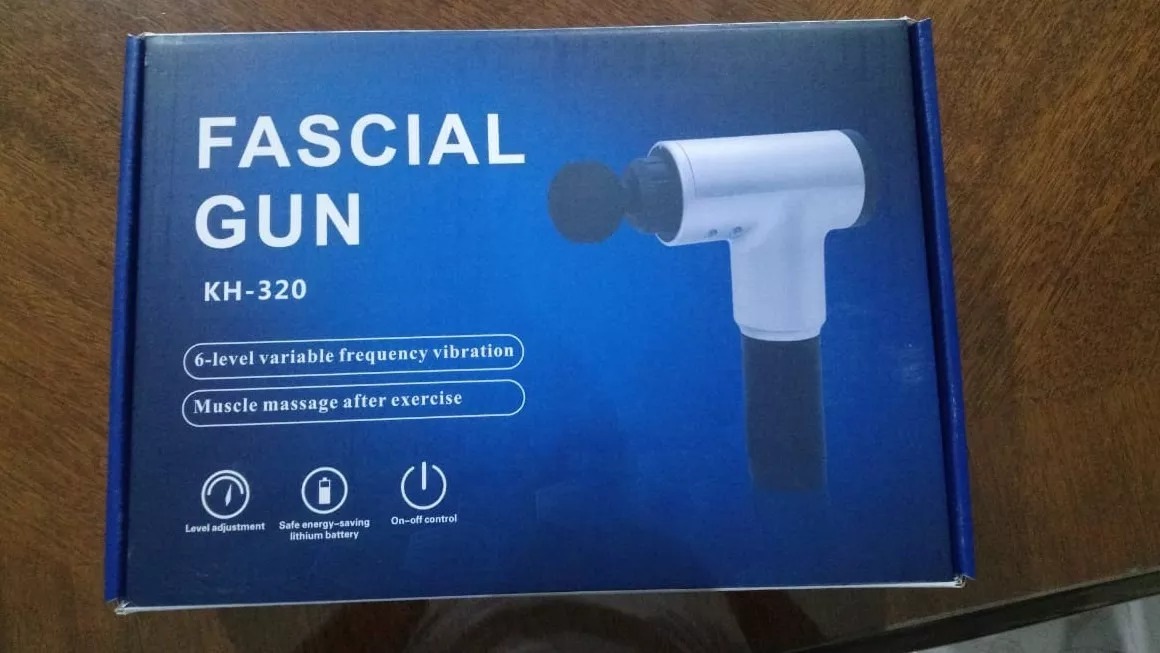 FASCIAL
GUN
KH-320
6-level variable frequency vibration
Muscle massage after exercise
Level adjustment
Safe energy-saving
lithium battery
On-off control